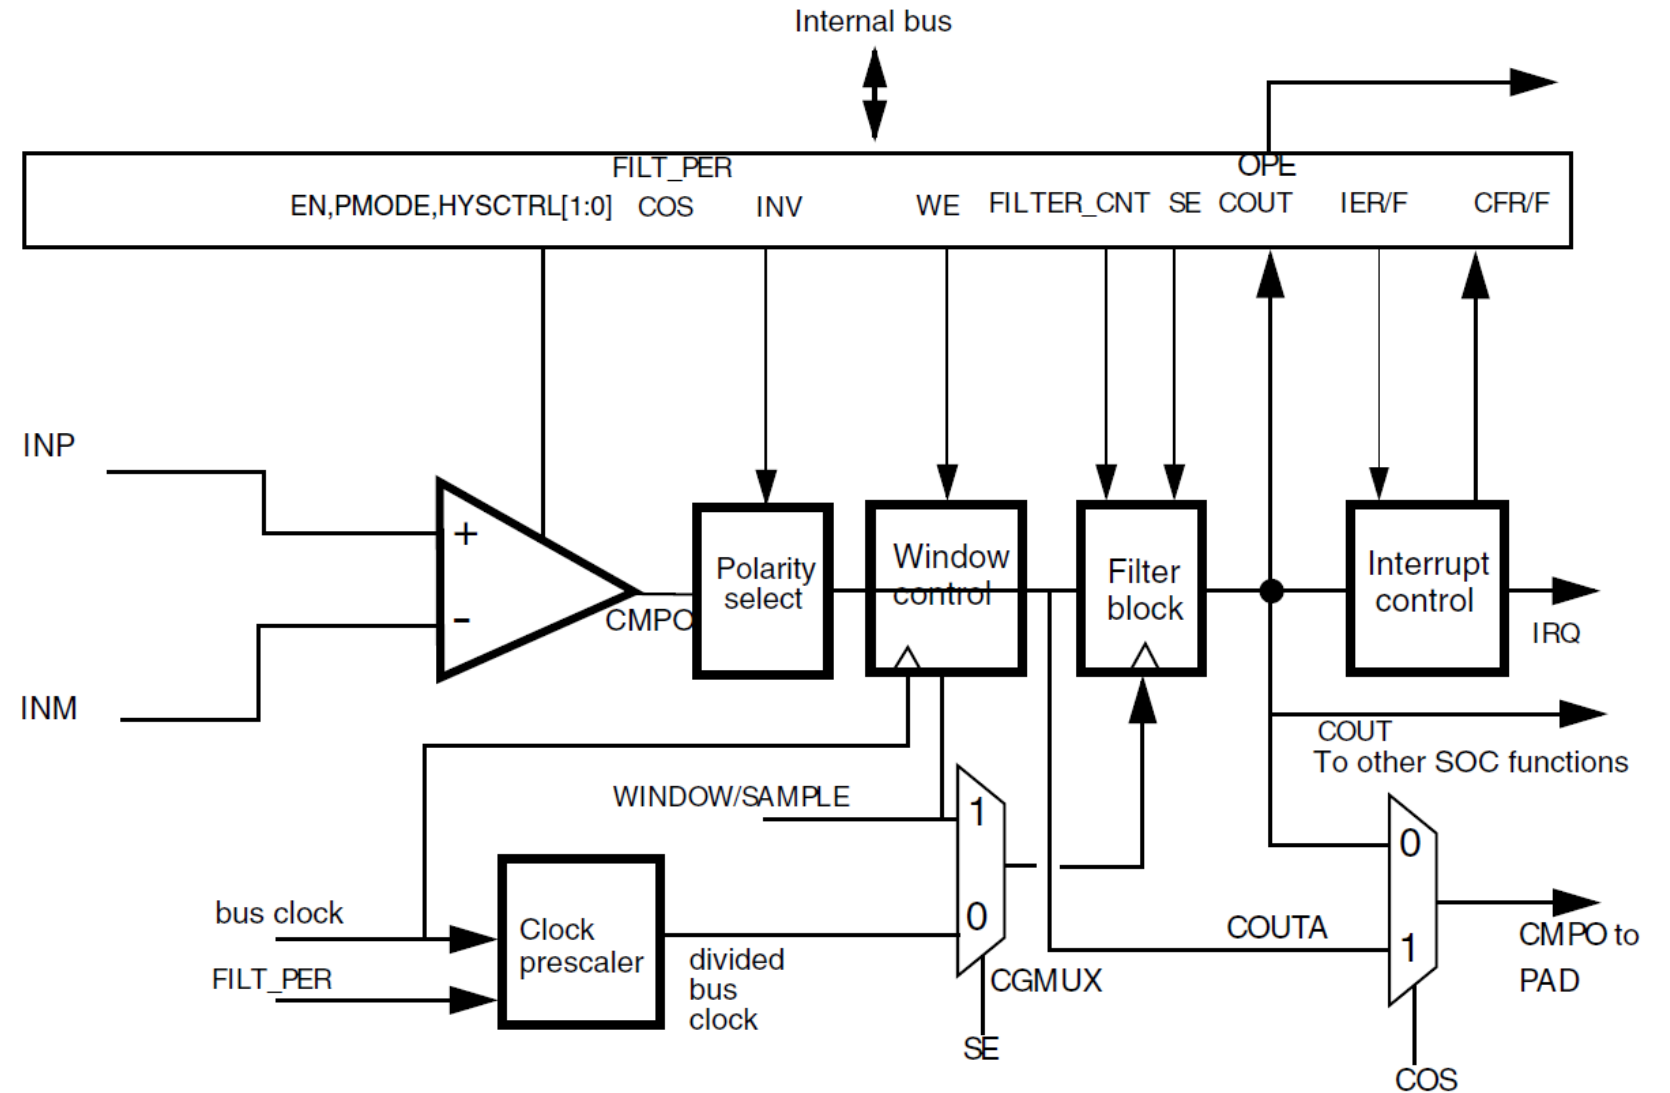 Internal bus
FILT_PER
OPE
EN,PMODE,HYSCTRL[1:0] COS INV WE FILTER_CNT SE COUT IER/F CFR/F
INP
+
-
CMPO
INM
Polarity
select
Window
control
Filter
block
Interrupt
control
IRQ
COUT
To other SOC functions
WINDOW/SAMPLE
1
0
CGMUX
SE
bus clock
FILT_PER
Clock
prescaler
divided
bus
clock
COUTA
0
1
CMPO to
PAD
COS